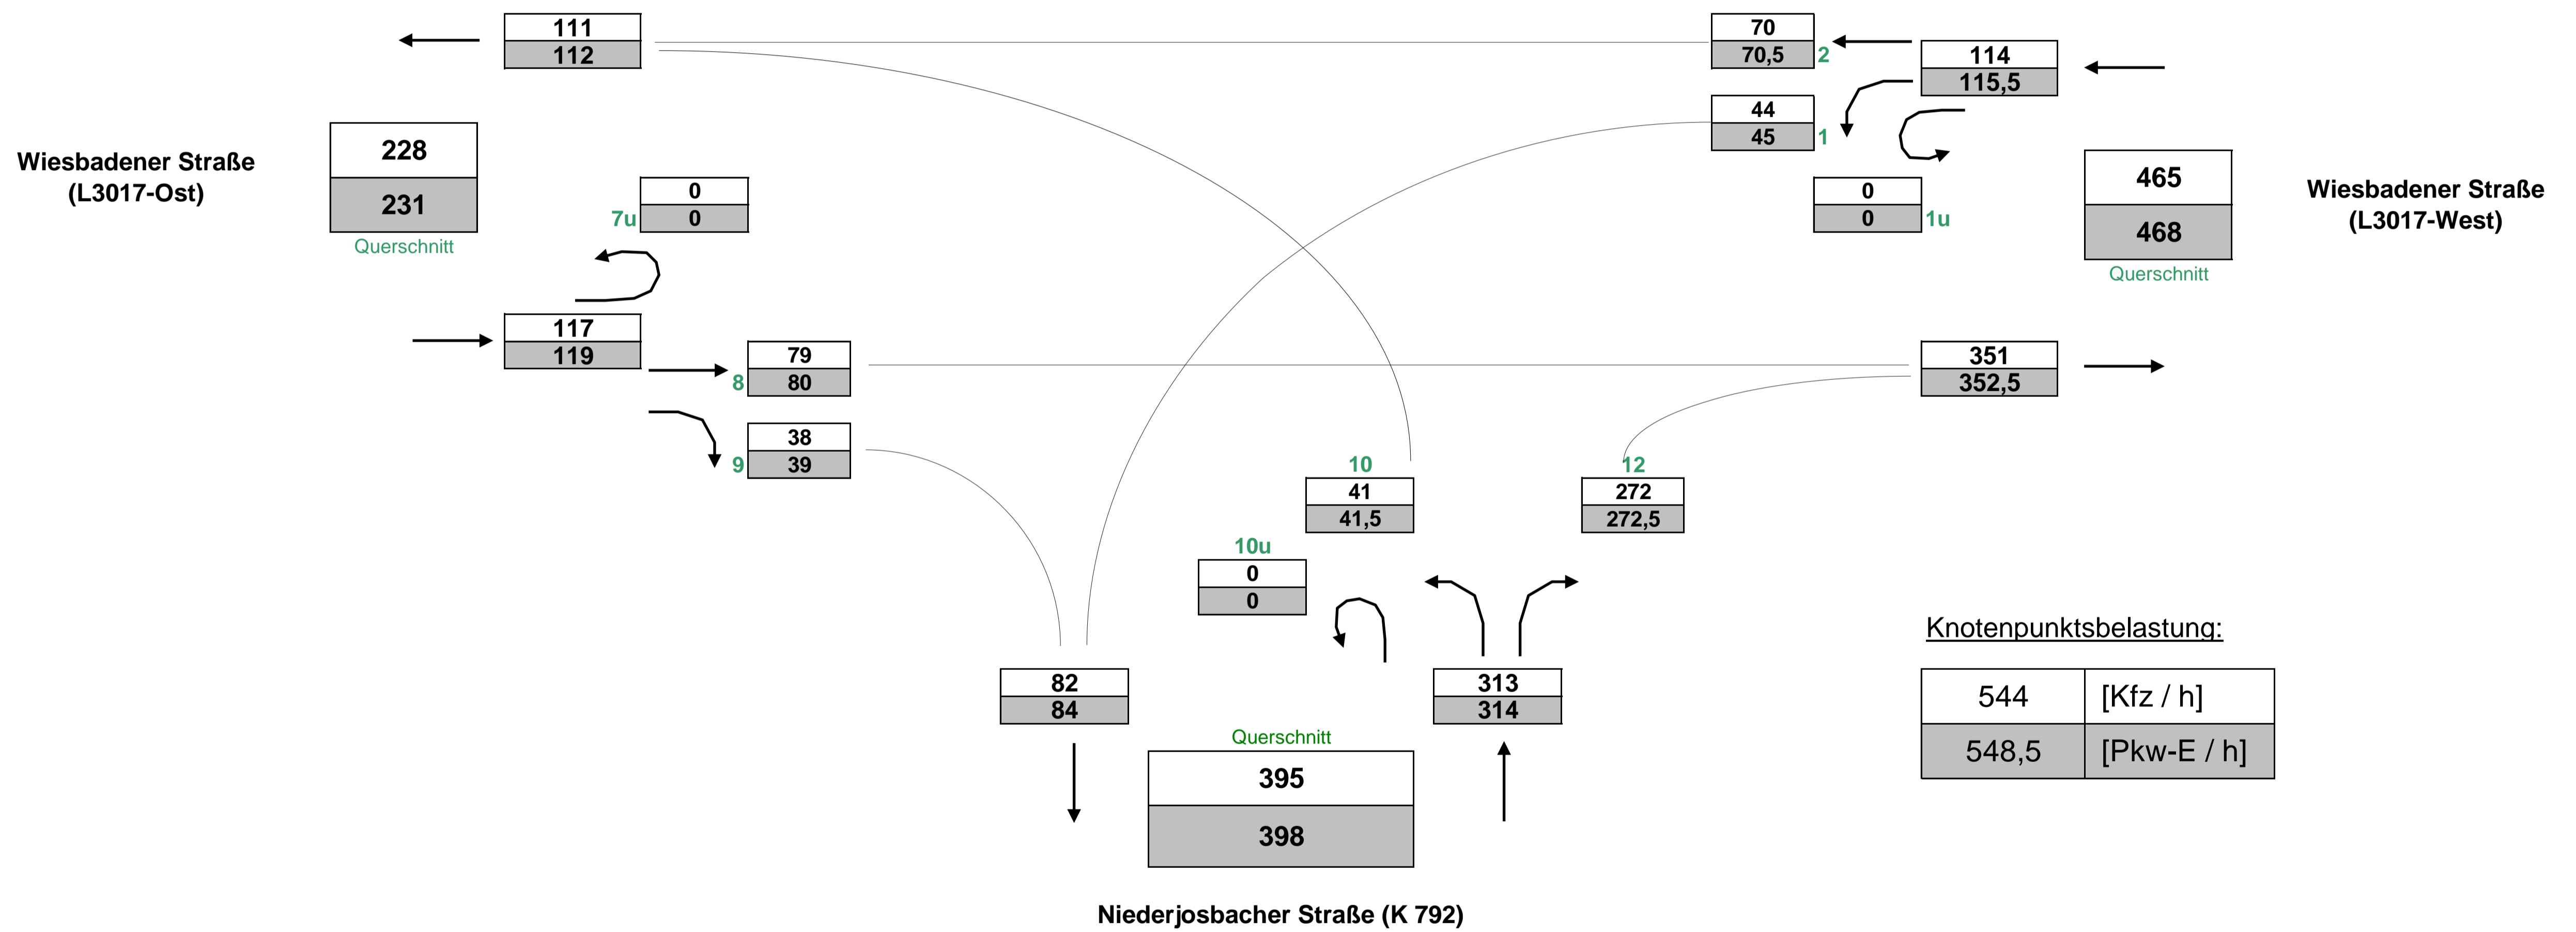 111
112
70
70,5 2
114
115,5
44
45 1
Wiesbadener Straße
(L3017-Ost)
228
231
Querschnitt
0
7u 0
0
0 1u
465
468
Querschnitt
Wiesbadener Straße
(L3017-West)
117
119
79
8 80
38
9 39
351
352,5
10
41
41,5
12
272
272,5
10u
0
0
82
84
313
314
Querschnitt
395
398
Niederjosbacher Straße (K 792)
Knotenpunktsbelastung:
544 [Kfz / h]
548,5 [Pkw-E / h]